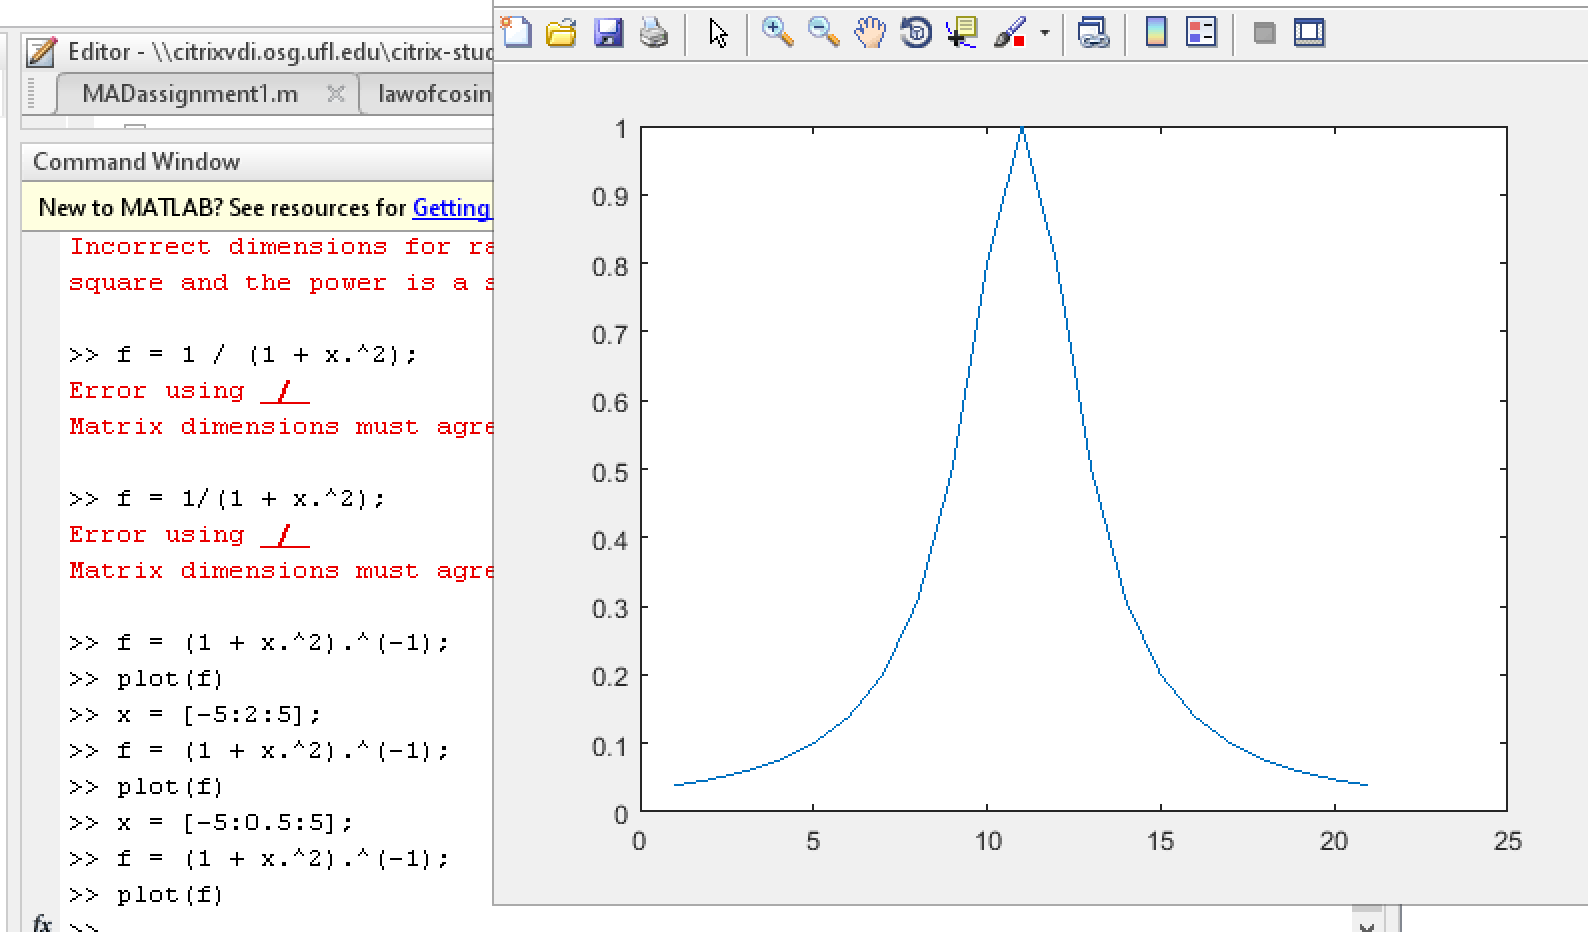 Editor - \\citrixvdi.osg.ufl.edu\citrix-stud
MADassignment1.m
lawofcosin
Command Window
New to MATLAB? See resources for Getting
Incorrect dimensions for ra
square and the power is a s
>> f = 1 / (1 + x.^2);
Error using /
Matrix dimensions must agre
>> f = 1/(1 + x.^2);
Error using /
Matrix dimensions must agre
>> f = (1 + x.^2).^(-1);
>> plot(f)
>> x = [-5:2:5];
>> f = (1 + x.^2).^(-1);
>> plot(f)
>> x = [-5:0.5:5];
>> f = (1 + x.^2).^(-1);
>> plot(f)
fx >>
1
0.9
0.8
0.7
0.6
0.5
0.4
0.3
0.2
0.1
0
0 5 10 15 20 25